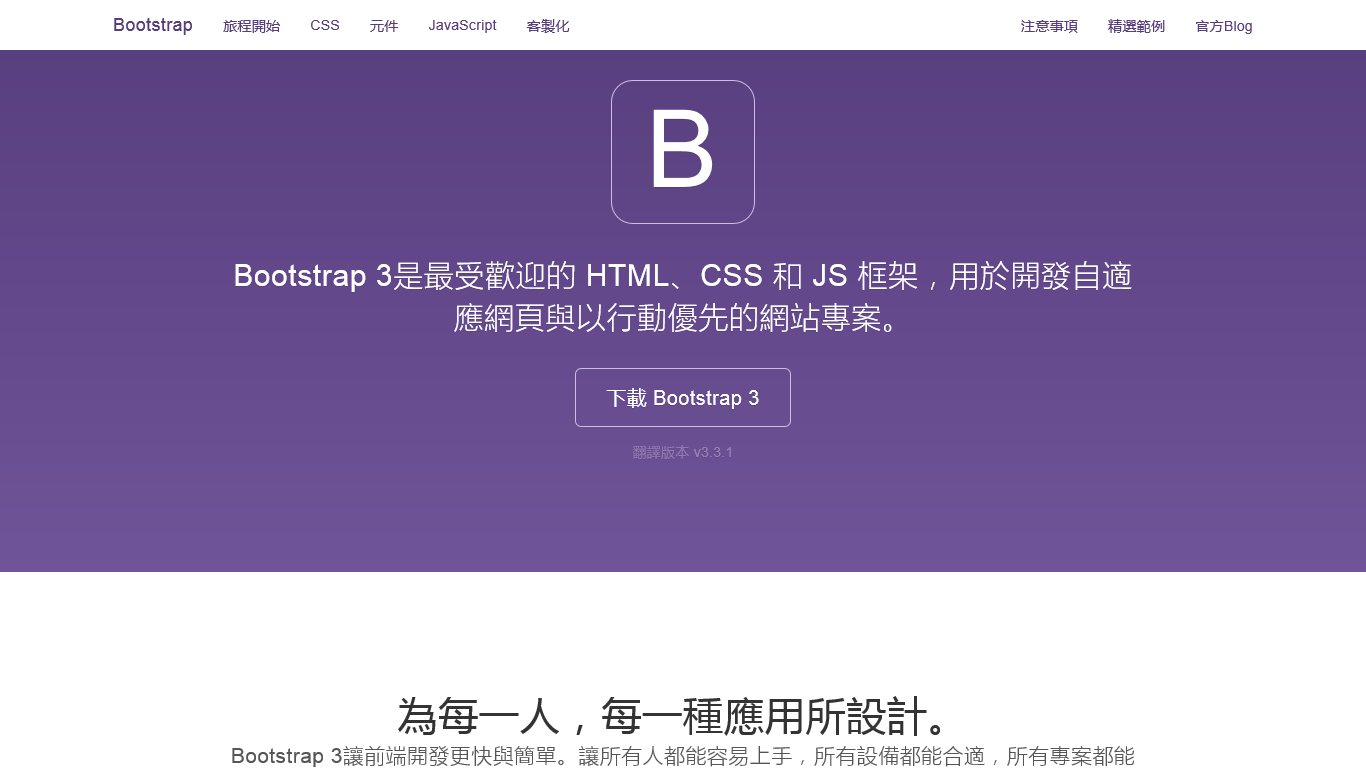 Bootstrap 旅程開始 CSS 元件 JavaScript 客製化 注意事項 精選範例 官方Blog
B
Bootstrap 3是最受歡迎的 HTML、CSS 和 JS 框架，用於開發自適
應網頁與以行動優先的網站專案。
下載 Bootstrap 3
翻譯版本 v3.3.1
為每一人，每一種應用所設計。
Bootstrap 3讓前端開發更快與簡單。讓所有人都能容易上手，所有設備都能合適，所有專案都能